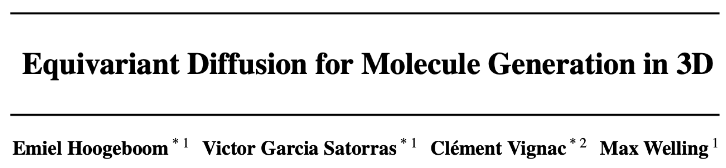 Equivariant Diffusion for Molecule Generation in 3D
Emiel Hoogeboom * 1 Victor Garcia Satorras * 1 Clément Vignac * 2 Max Welling 1